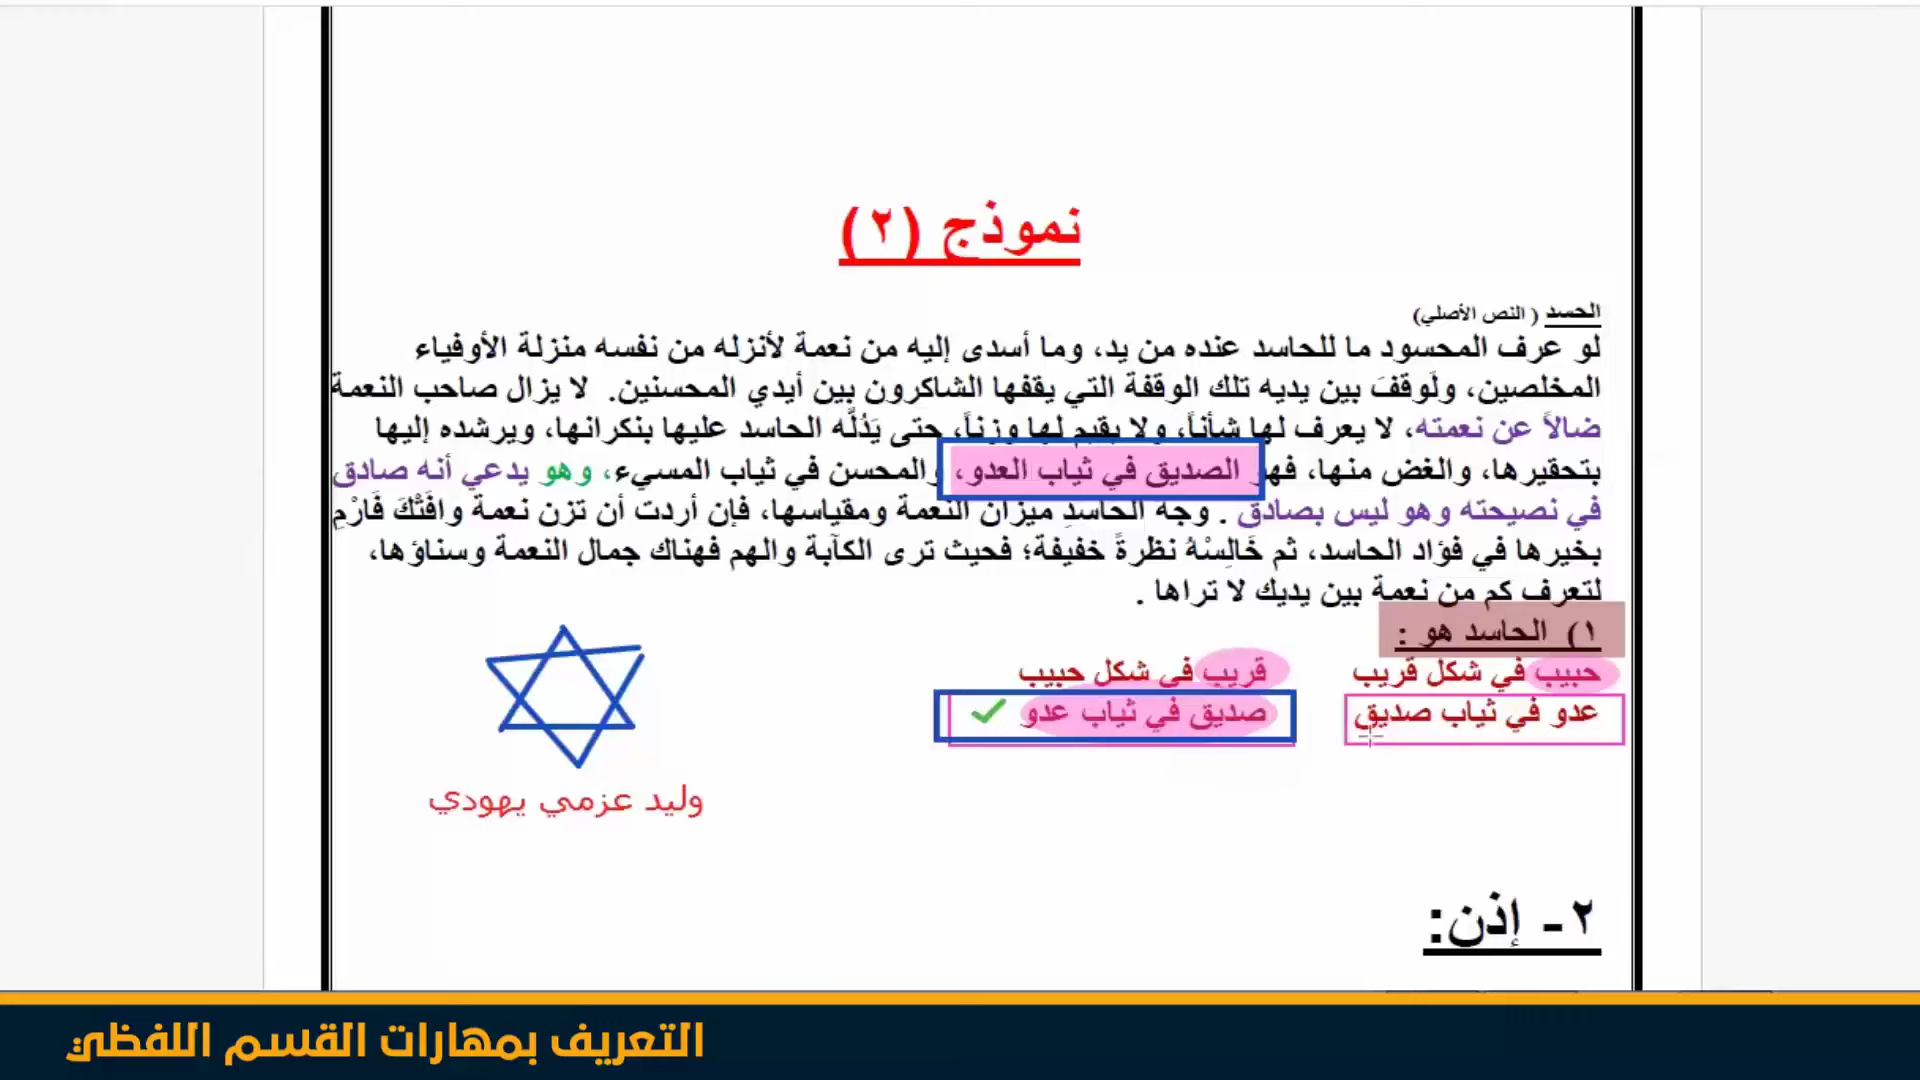 نموذج (٢)
الحسد ( النص الأصلي)
لو عرف المحسود ما للحاسد عنده من يد، وما أسدى إليه من نعمة لأنزله من نفسه منزلة الأوفياء
المخلصين، ولَوقفَ بين يديه تلك الوقفة التي يقفها الشاكرون بين أيدي المحسنين. لا يزال صاحب النعمة
ضالاً عن نعمته، لا يعرف لها شأناً، ولا يقيم لها وزناً، حتى يَدُلَّه الحاسد عليها بنكرانها، ويرشده إليها
بتحقيرها، والغض منها، فهو الصديق في ثياب العدو، والمحسن في ثياب المسيء، وهو يدعي أنه صادق
في نصيحته وهو ليس بصادق . وجهُ الحاسدِ ميزان النعمة ومقياسها، فإن أردت أن تزن نعمة وافَتْكَ فَارْمِ
بخيرها في فؤاد الحاسد، ثم خَالِسْهُ نظرةً خفيفة؛ فحيث ترى الكآبة والهم فهناك جمال النعمة وسناؤها،
لتعرف كم من نعمة بين يديك لا تراها .
١) الحاسد هو :
حبيب في شكل قريب قريب في شكل حبيب
عدو في ثياب صديق صديق في ثياب عدو
وليد عزمي يهودي
٢- إذن:
التعريف بمهارات القسم اللفظي